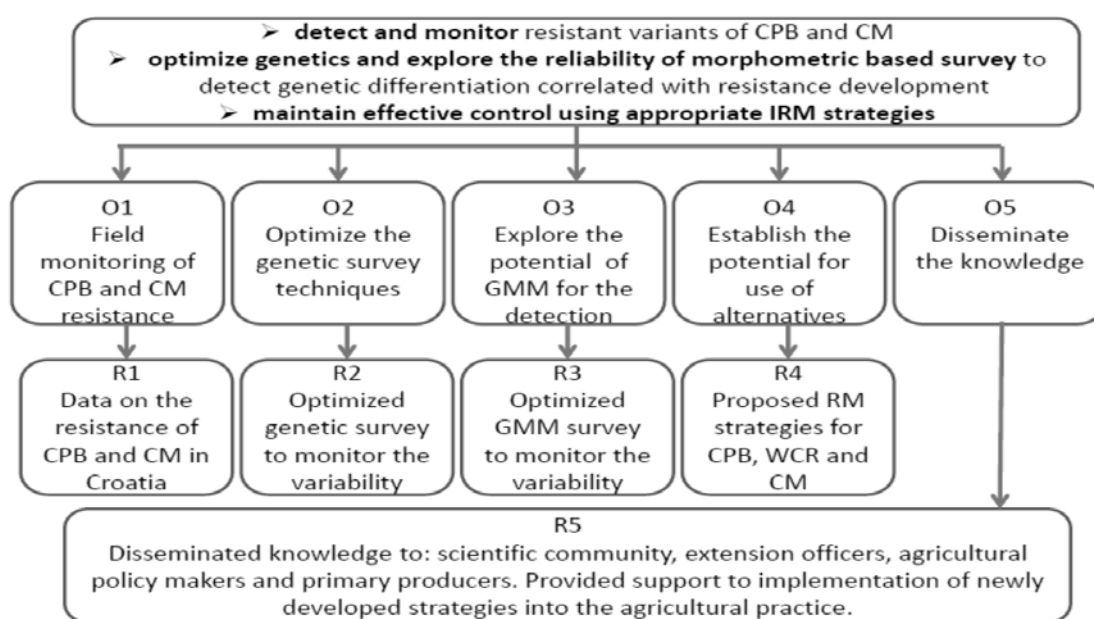 ➤ detect and monitor resistant variants of CPB and CM
➤ optimize genetics and explore the reliability of morphometric based survey to
detect genetic differentiation correlated with resistance development
➤ maintain effective control using appropriate IRM strategies
O1
Field
monitoring of
CPB and CM
resistance
O2
Optimize the
genetic survey
techniques
O3
Explore the
potential of
GMM for the
detection
O4
Establish the
potential for
use of
alternatives
O5
Disseminate
the knowledge
R1
Data on the
resistance of
CPB and CM in
Croatia
R2
Optimized
genetic survey
to monitor the
variability
R3
Optimized
GMM survey
to monitor the
variability
R4
Proposed RM
strategies for
CPB, WCR and
CM
R5
Disseminated knowledge to: scientific community, extension officers, agricultural
policy makers and primary producers. Provided support to implementation of newly
developed strategies into the agricultural practice.